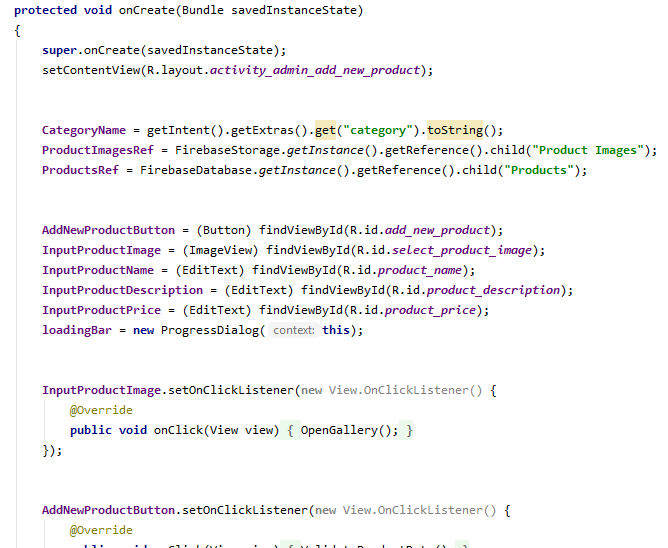 protected void onCreate(Bundle savedInstanceState)
{
super.onCreate(savedInstanceState);
setContentView(R.layout.activity_admin_add_new_product);
CategoryName = getIntent().getExtras().get("category").toString();
ProductImagesRef = FirebaseStorage.getInstance().getReference().child("Product Images");
ProductsRef = FirebaseDatabase.getInstance().getReference().child("Products");
AddNewProductButton = (Button) findViewById(R.id.add_new_product);
InputProductImage = (ImageView) findViewById(R.id.select_product_image);
InputProductName = (EditText) findViewById(R.id.product_name);
InputProductDescription = (EditText) findViewById(R.id.product_description);
InputProductPrice = (EditText) findViewById(R.id.product_price);
loadingBar = new ProgressDialog( context: this);
InputProductImage.setOnClickListener(new View.OnClickListener() {
@Override
public void onClick(View view) { OpenGallery(); }
});
AddNewProductButton.setOnClickListener(new View.OnClickListener() {
@Override